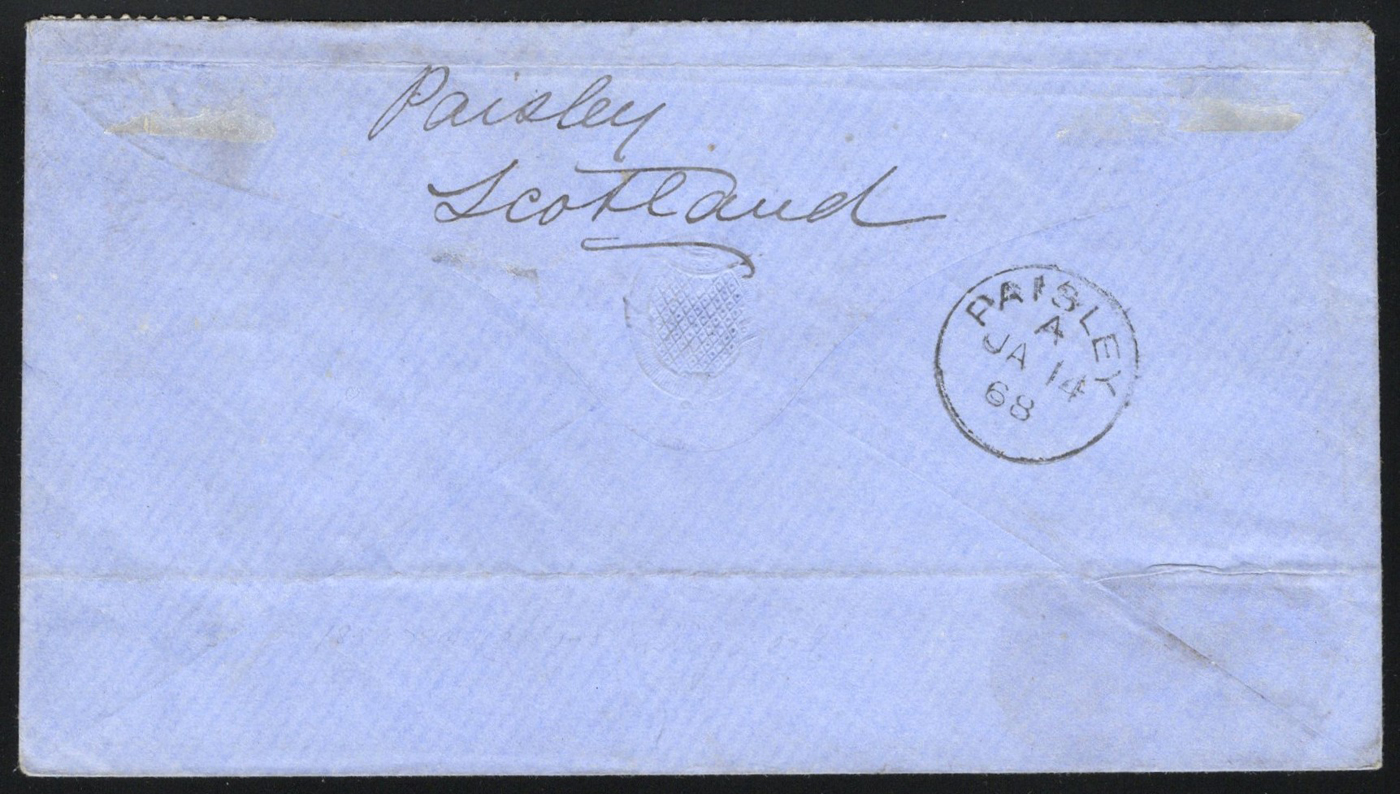 Paisley
Scotland
PAISLEY
A
JA 14
68